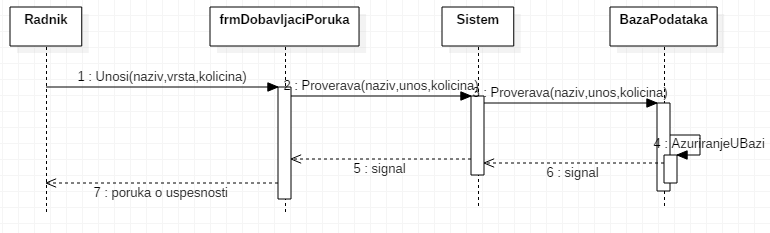 Radnik
frmDobavljaciPoruka
Sistem
BazaPodataka
1 : Unosi(naziv,vrsta,kolicina)
2 : Proverava(naziv,unos,kolicina)
3 : Proverava(naziv,unos,kolicina)
4 : AzuriranjeUBazi
5 : signal
6 : signal
7 : poruka o uspesnosti